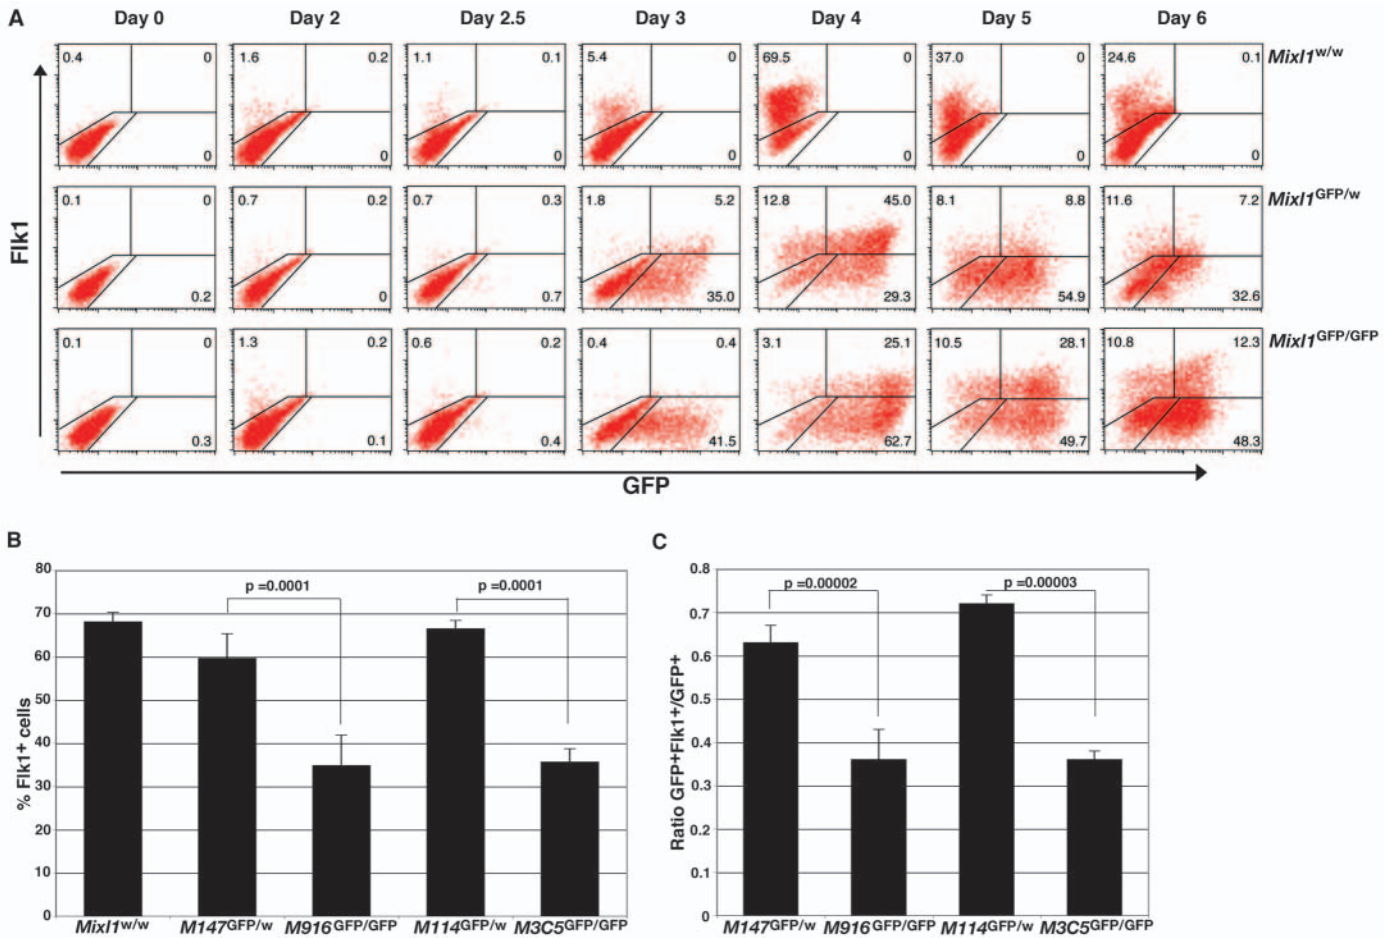 A
Day 0 Day 2 Day 2.5 Day 3 Day 4 Day 5 Day 6
0.4 0 1.6 0.2 1.1 0.1 5.4 0 69.5 0 37.0 0 24.6 0.1 Mixl1w/w
0 0 0 0 0 0 0
0.1 0 0.7 0.2 0.7 0.3 1.8 5.2 12.8 45.0 8.1 8.8 11.6 7.2 Mixl1GFP/w
0.2 0 0.7 35.0 29.3 54.9 32.6
0.1 0 1.3 0.2 0.6 0.2 0.4 0.4 3.1 25.1 10.5 28.1 10.8 12.3 Mixl1GFP/GFP
0.3 0.1 0.4 41.5 62.7 49.7 48.3
Flk1
GFP
B
% Flk1+ cells
80
70
60
50
40
30
20
10
0
p =0.0001 p =0.0001
Mixl1w/w M147GFP/w M916GFP/GFP M114GFP/w M3C5GFP/GFP
C
Ratio GFP+Flk1+/GFP+
0.8
0.7
0.6
0.5
0.4
0.3
0.2
0.1
0
p =0.00002 p =0.00003
M147GFP/w M916GFP/GFP M114GFP/w M3C5GFP/GFP